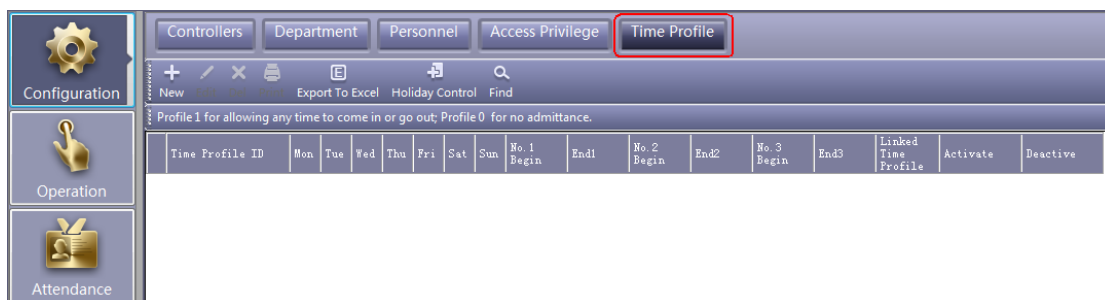 Controllers Department Personnel Access Privilege Time Profile
New Export To Excel Holiday Control Find
Profile 1 for allowing any time to come in or go out; Profile 0 for no admittance.
Time Profile ID Mon Tue Wed Thu Fri Sat Sun No.1 Begin End1 No.2 Begin End2 No.3 Begin End3 Linked Time Profile Activate Deactive
Configuration
Operation
Attendance